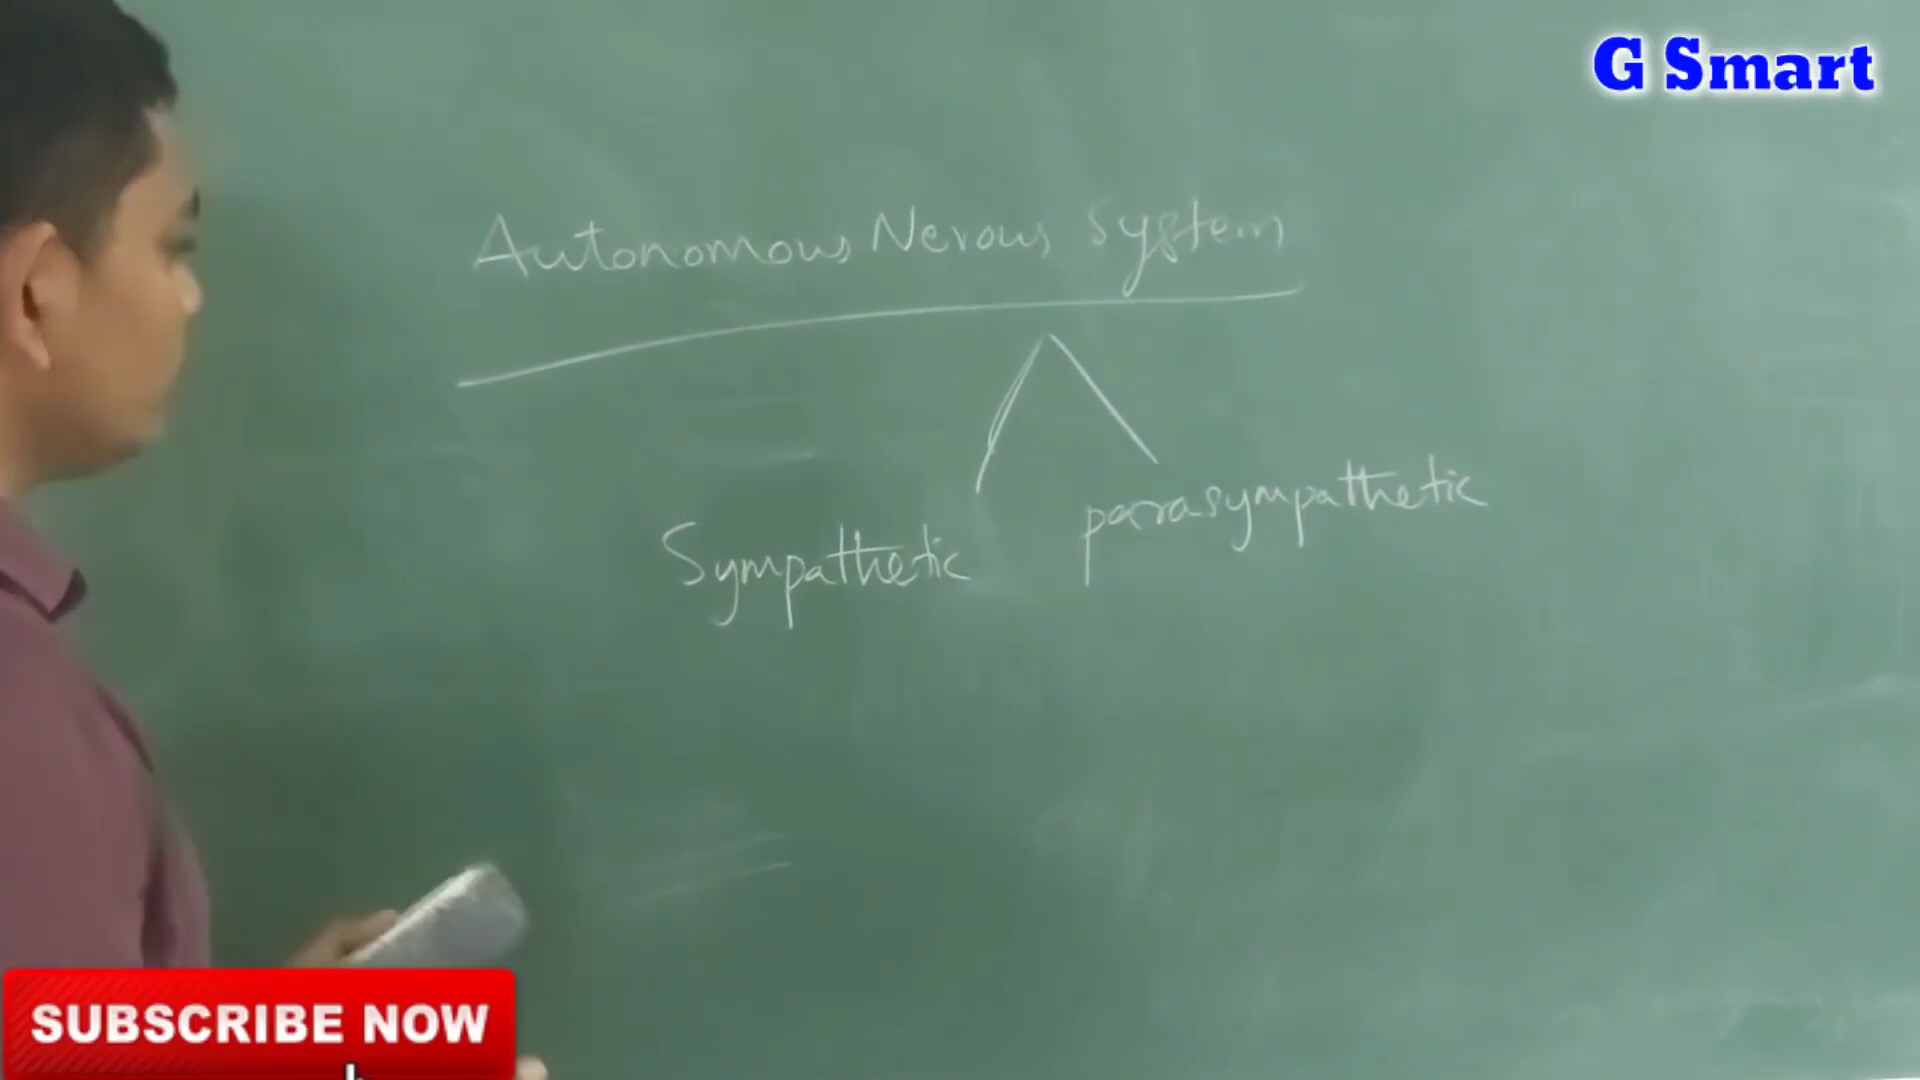 G Smart
Autonomous Nervous System
Sympathetic
parasympathetic
SUBSCRIBE NOW